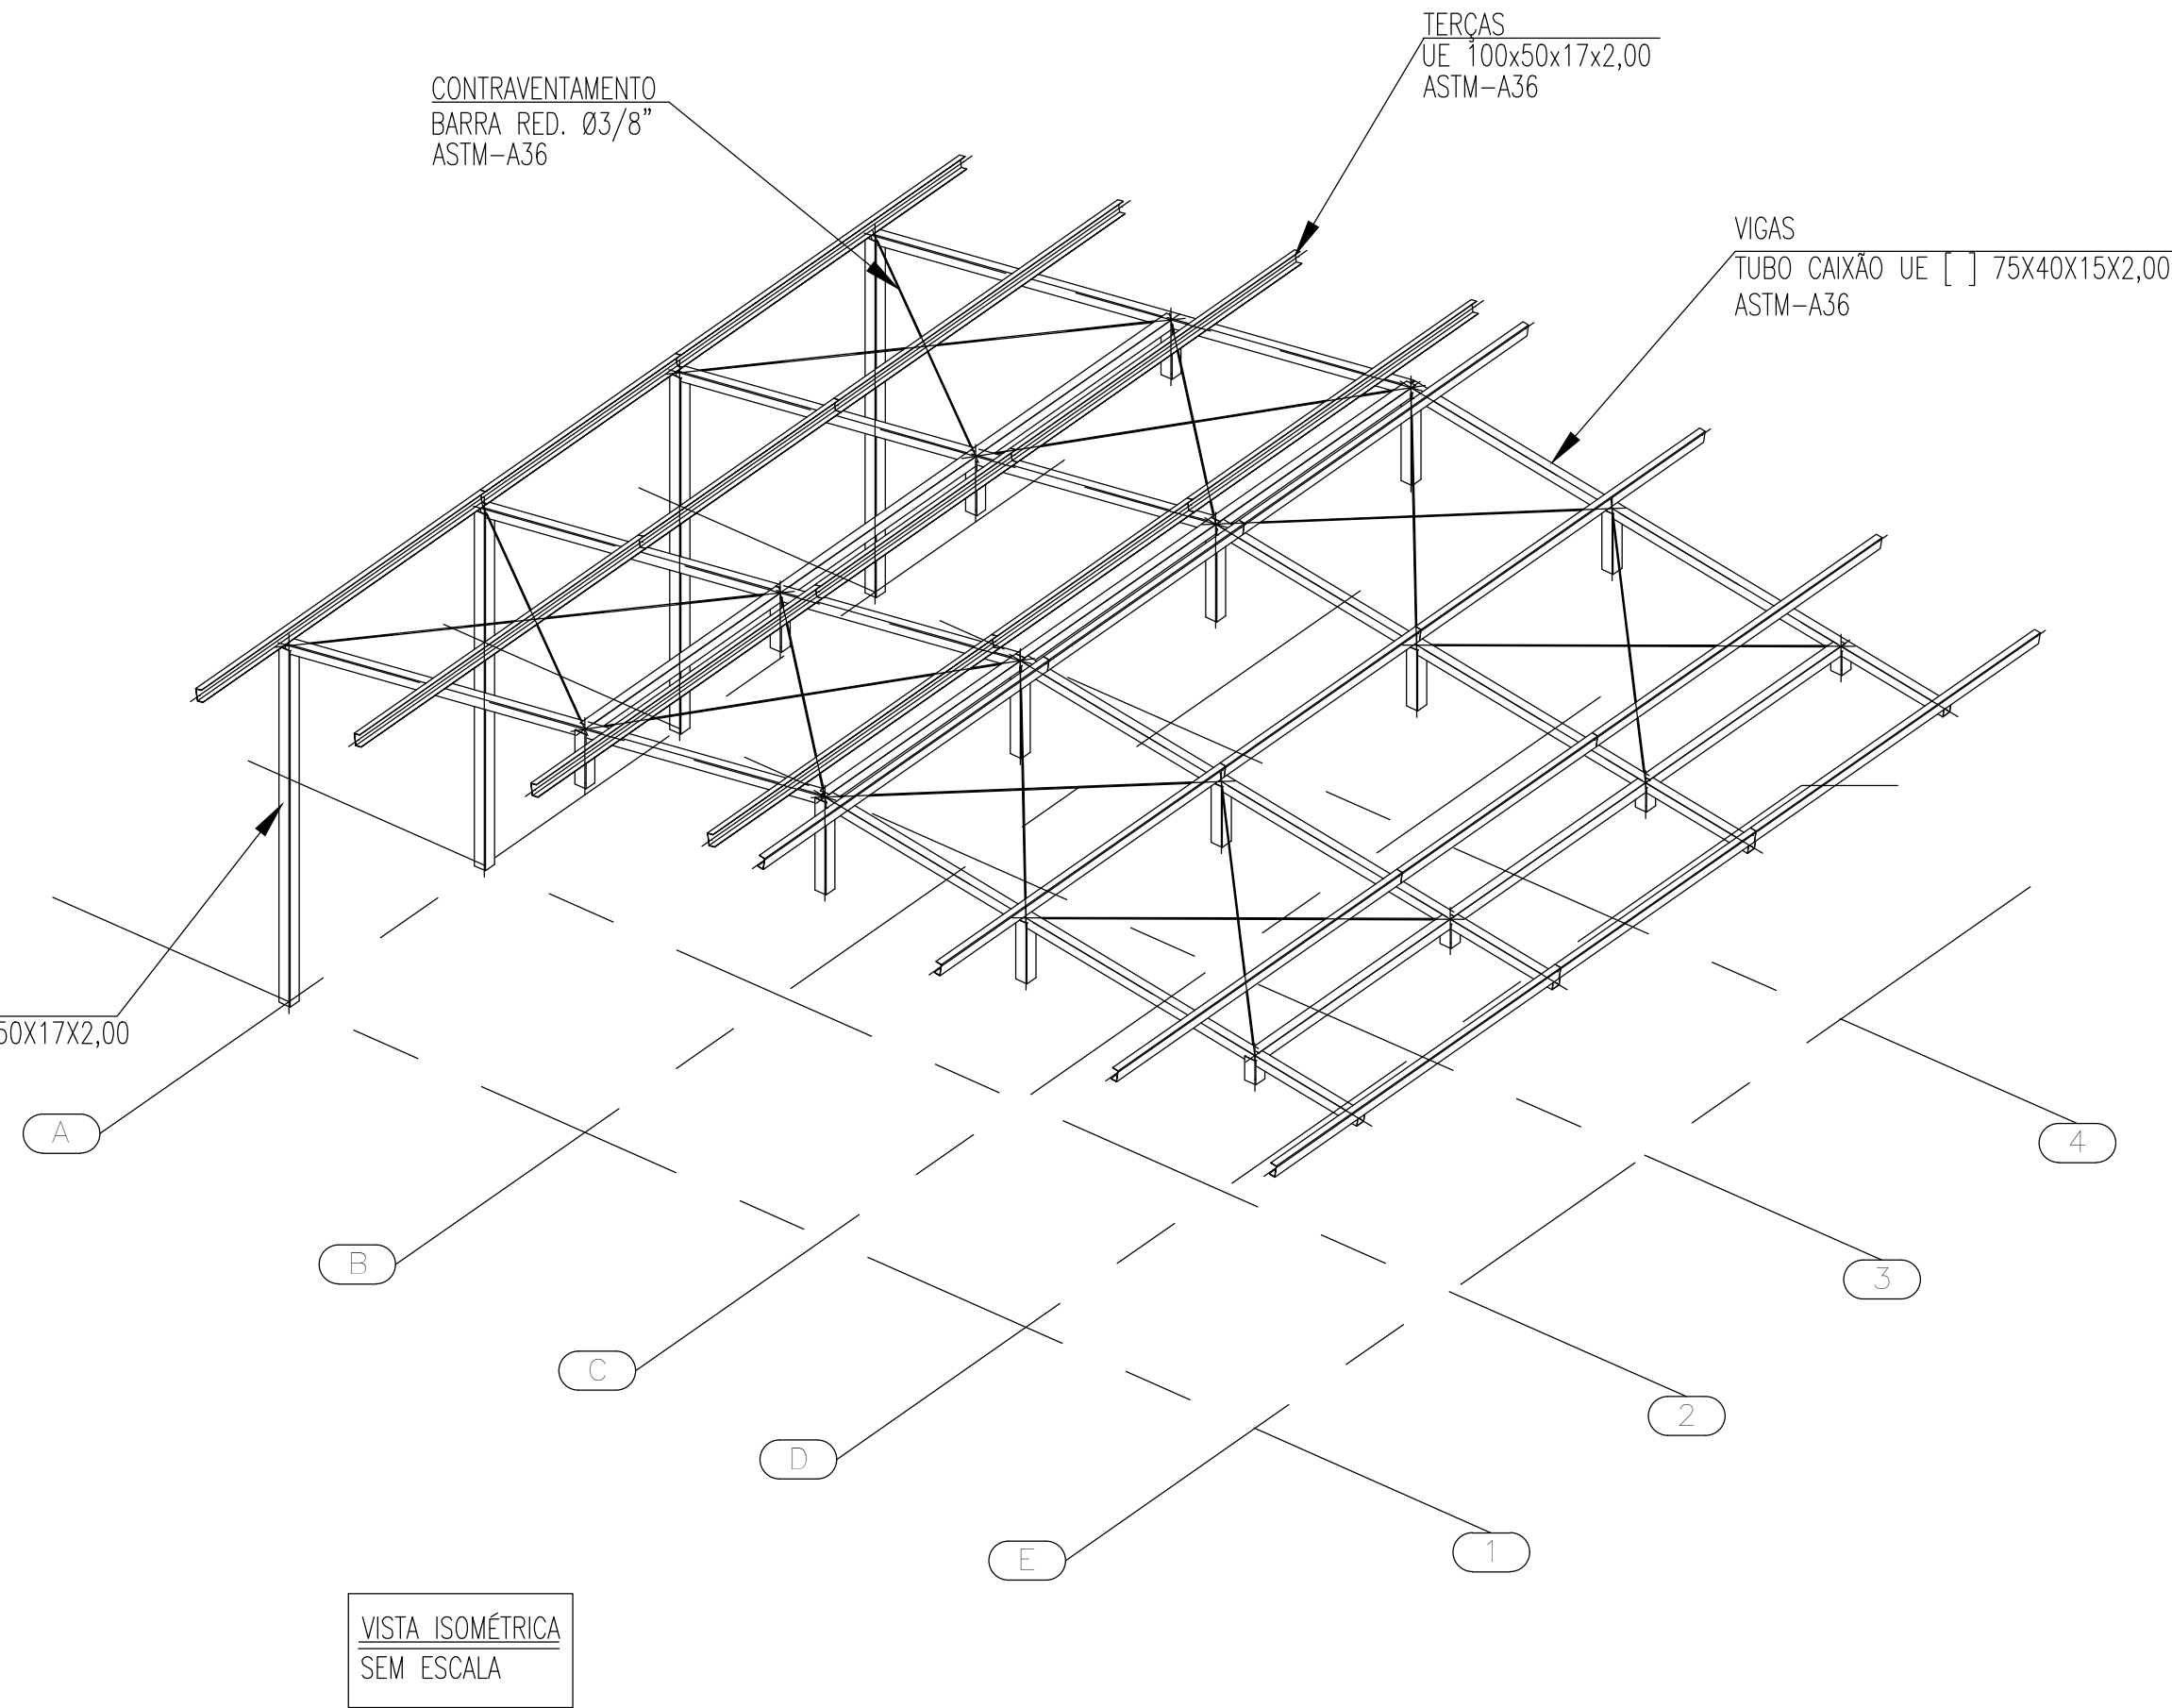 TERÇAS
UE 100x50x17x2,00
ASTM-A36
CONTRAVENTAMENTO
BARRA RED. Ø3/8"
ASTM-A36
VIGAS
TUBO CAIXÃO UE [ ] 75X40X15X2,00
ASTM-A36
50X17X2,00
A
B
C
D
E
4
3
2
1
VISTA ISOMÉTRICA
SEM ESCALA